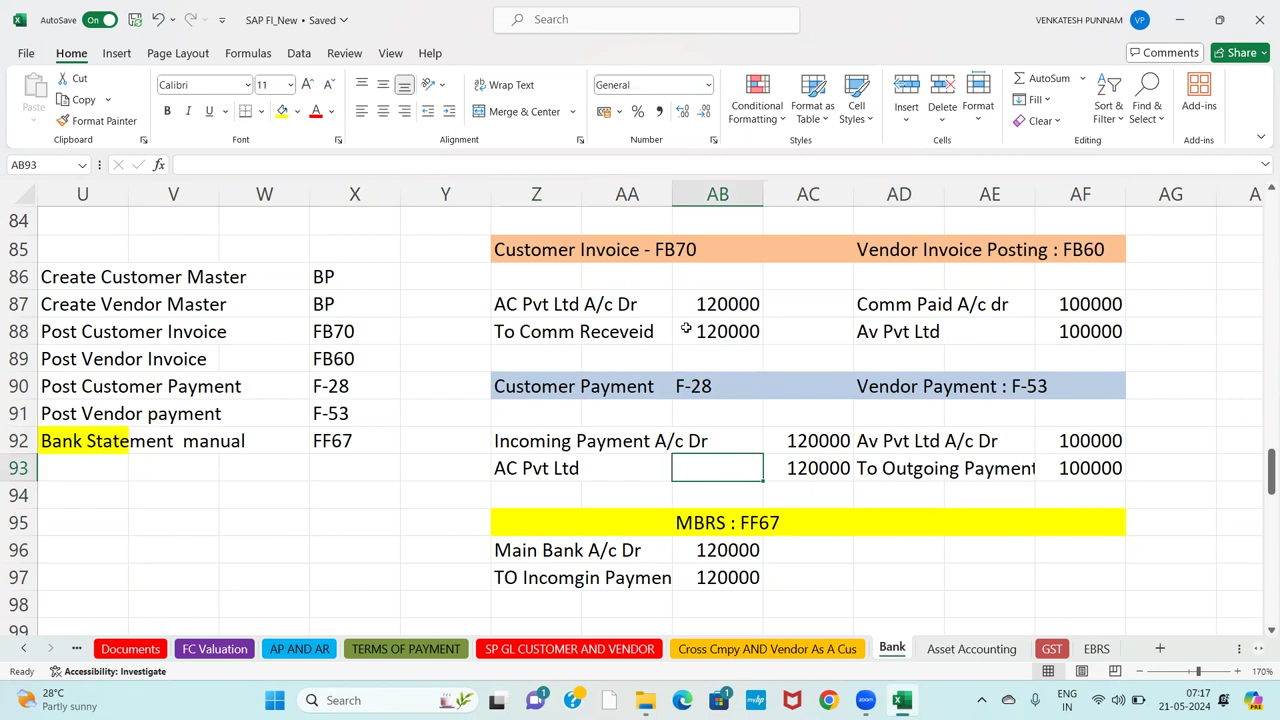 AutoSave On SAP FI_New • Saved Search VENKATESH PUNNAM VP
File Home Insert Page Layout Formulas Data Review View Help Comments Share
Paste Cut Copy Format Painter
Calibri 11
B I U
Wrap Text
Merge & Center
General
Conditional Formatting Format as Table Cell Styles
Insert Delete Format
AutoSum Fill Clear
Sort & Filter Find & Select
Add-ins
Clipboard Font Alignment Number Styles Cells Editing Add-ins
AB93 fx
U V W X Y Z AA AB AC AD AE AF AG A
84
85 Customer Invoice - FB70 Vendor Invoice Posting : FB60
86 Create Customer Master BP
87 Create Vendor Master BP AC Pvt Ltd A/c Dr 120000 Comm Paid A/c dr 100000
88 Post Customer Invoice FB70 To Comm Receveid 120000 Av Pvt Ltd 100000
89 Post Vendor Invoice FB60
90 Post Customer Payment F-28 Customer Payment F-28 Vendor Payment : F-53
91 Post Vendor payment F-53
92 Bank Statement manual FF67 Incoming Payment A/c Dr 120000 Av Pvt Ltd A/c Dr 100000
93 AC Pvt Ltd 120000 To Outgoing Payment 100000
94
95 MBRS : FF67
96 Main Bank A/c Dr 120000
97 TO Incomgin Paymen 120000
98
99
Documents FC Valuation AP AND AR TERMS OF PAYMENT SP GL CUSTOMER AND VENDOR Cross Cmpy AND Vendor As A Cus Bank Asset Accounting GST EBRS
Ready Accessibility: Investigate 170%
28°C
Partly sunny
Search
ENG
IN
07:17
21-05-2024